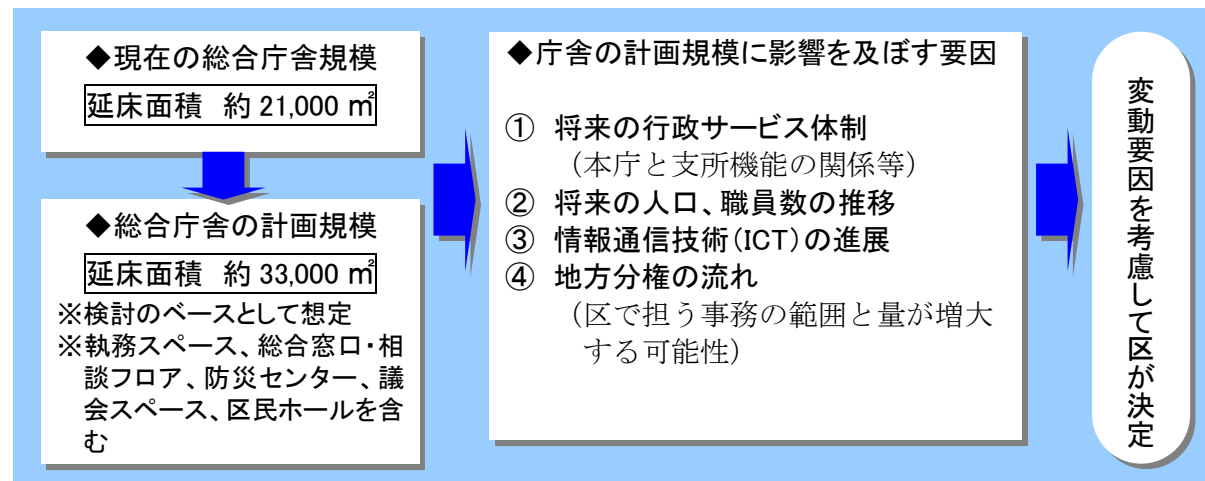 ◆現在の総合庁舎規模
延床面積 約21,000㎡
◆総合庁舎の計画規模
延床面積 約33,000㎡
※検討のベースとして想定
※執務スペース、総合窓口・相
談フロア、防災センター、議
会スペース、区民ホールを含
む
◆庁舎の計画規模に影響を及ぼす要因
① 将来の行政サービス体制
（本庁と支所機能の関係等）
② 将来の人口、職員数の推移
③ 情報通信技術(ICT)の進展
④ 地方分権の流れ
（区で担う事務の範囲と量が増大
する可能性）
変動要因を考慮して区が決定